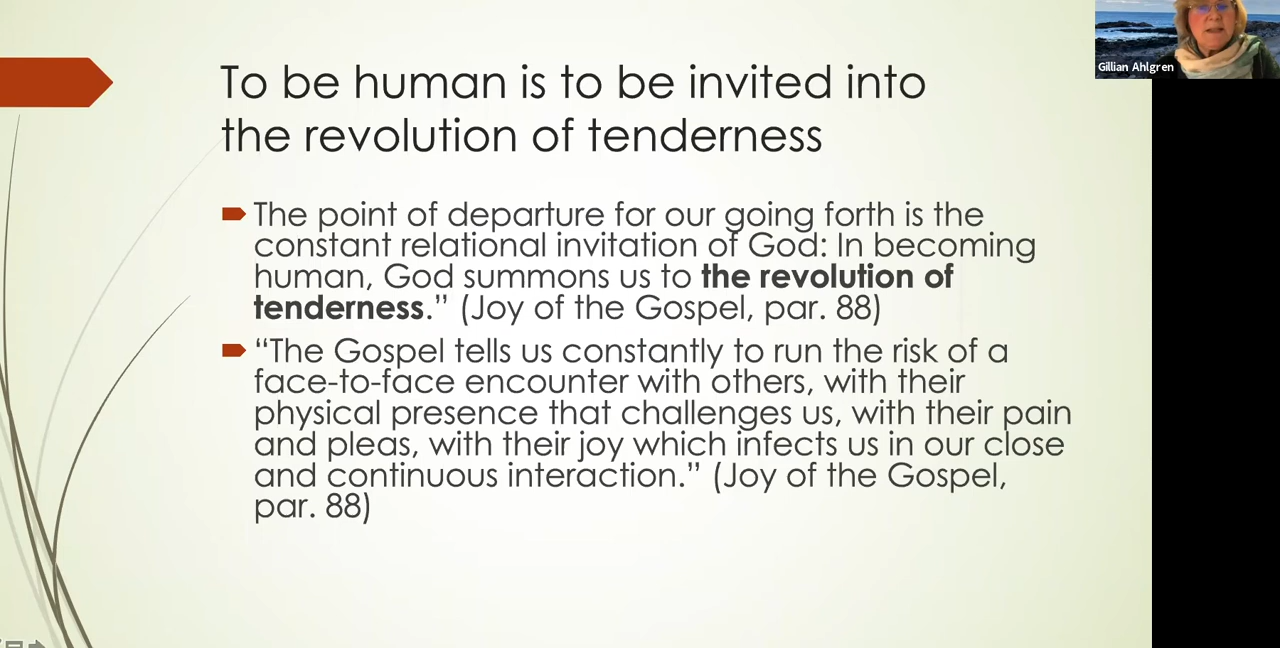 To be human is to be invited into
the revolution of tenderness
The point of departure for our going forth is the
constant relational invitation of God: In becoming
human, God summons us to the revolution of
tenderness.” (Joy of the Gospel, par. 88)
“The Gospel tells us constantly to run the risk of a
face-to-face encounter with others, with their
physical presence that challenges us, with their pain
and pleas, with their joy which infects us in our close
and continuous interaction.” (Joy of the Gospel,
par. 88)
Gillian Ahlgren